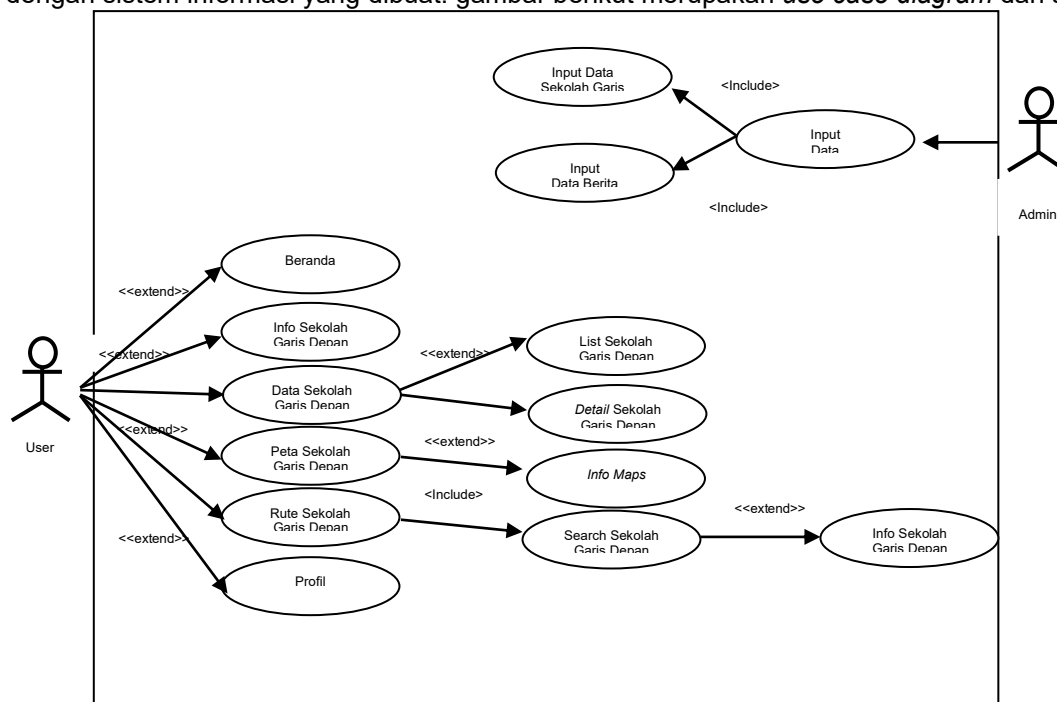 dengan sistem informasi yang dibuat. gambar berikut merupakan use case diagram dari
Input Data
Sekolah Garis
<Include>
Input
Data
Input
Data Berita
<Include>
Admin
Beranda
<<extend>>
Info Sekolah
Garis Depan
<<extend>>
List Sekolah
Garis Depan
<<extend>>
Data Sekolah
Garis Depan
Detail Sekolah
Garis Depan
User
<<extend>>
Peta Sekolah
Garis Depan
<<extend>>
Info Maps
Rute Sekolah
Garis Depan
<Include>
Search Sekolah
Garis Depan
<<extend>>
Info Sekolah
Garis Depan
<<extend>>
Profil